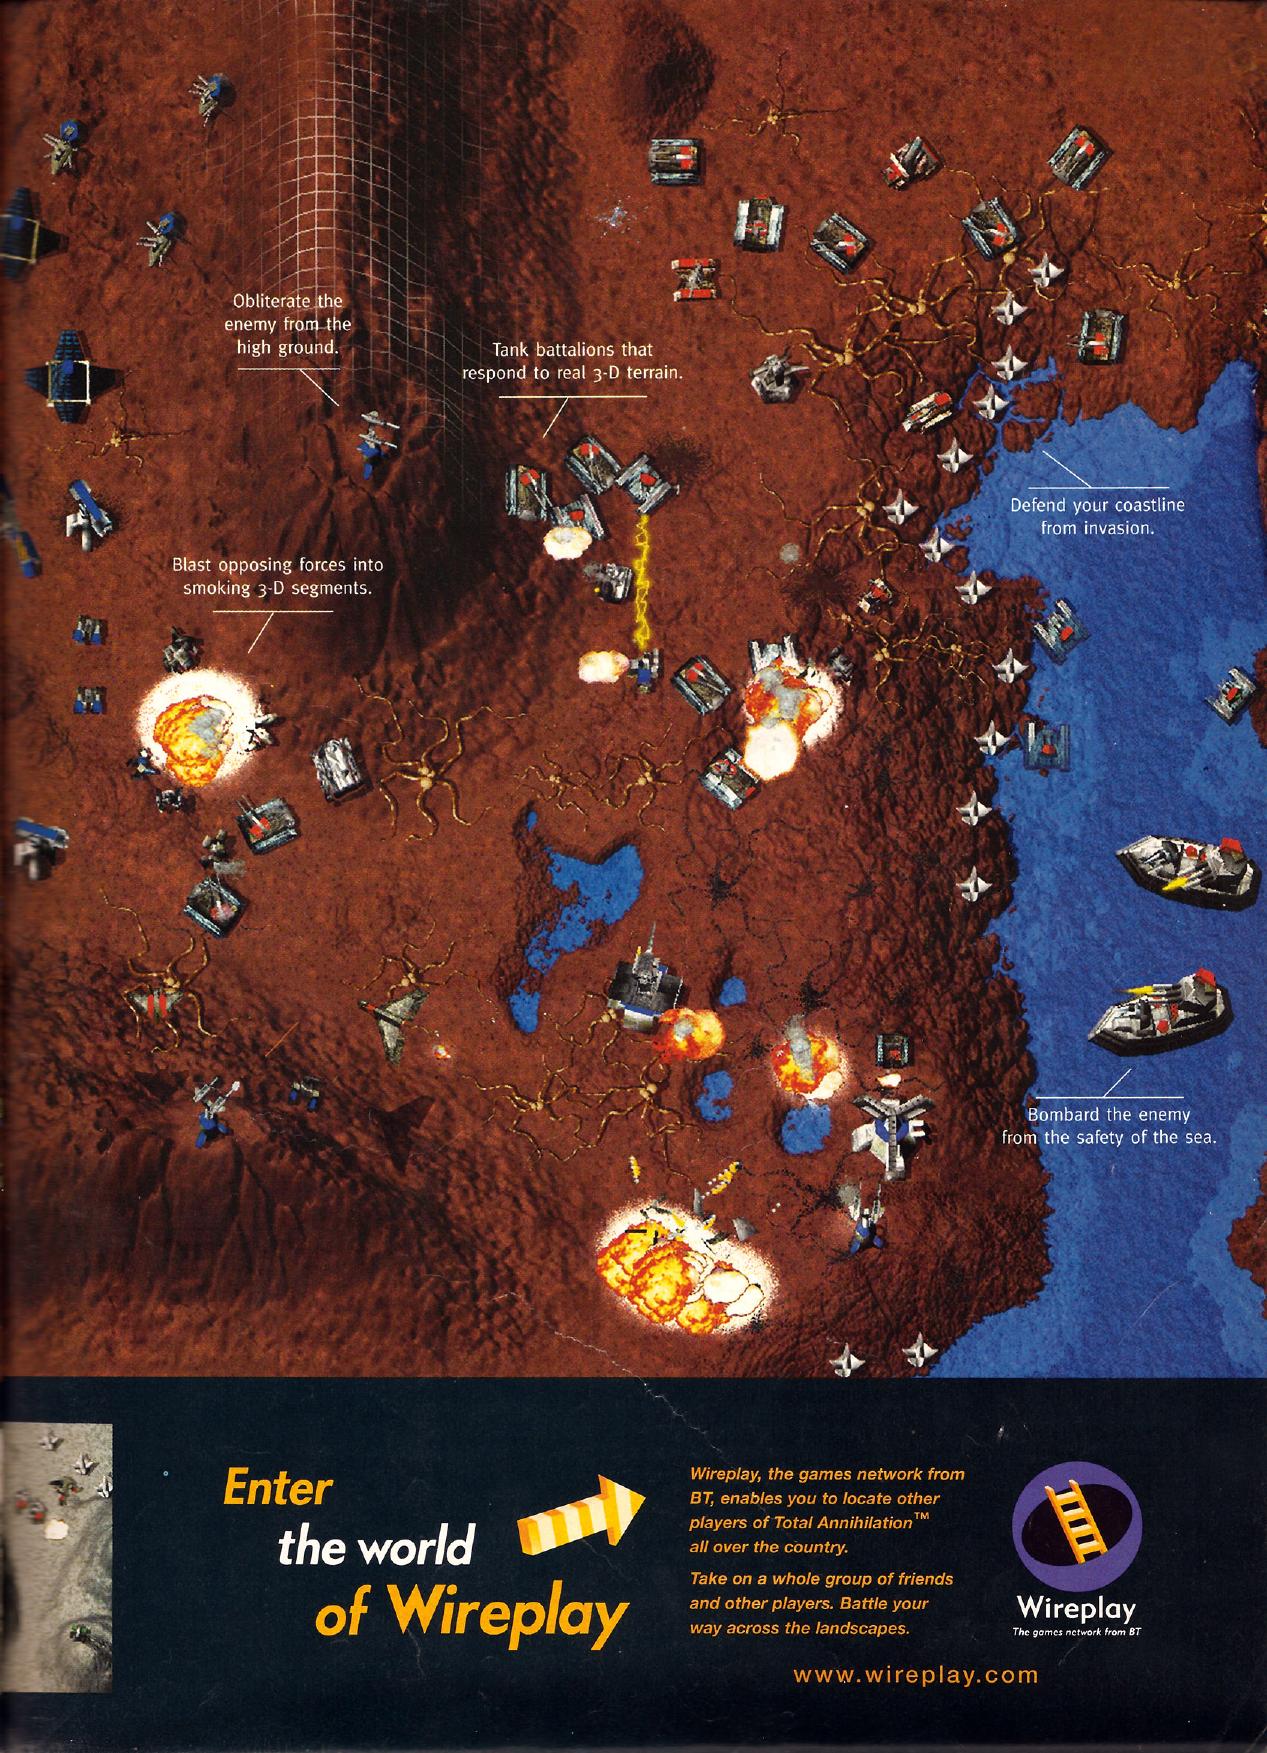 Obliterate the
enemy from the
high ground.
Tank battalions that
respond to real 3-D terrain.
Defend your coastline
from invasion.
Blast opposing forces into
smoking 3-D segments.
Bombard the enemy
from the safety of the sea.
Enter
the world
of Wireplay
Wireplay, the games network from
BT, enables you to locate other
players of Total Annihilation™
all over the country.
Take on a whole group of friends
and other players. Battle your
way across the landscapes.
www.wireplay.com
Wireplay
The games network from BT